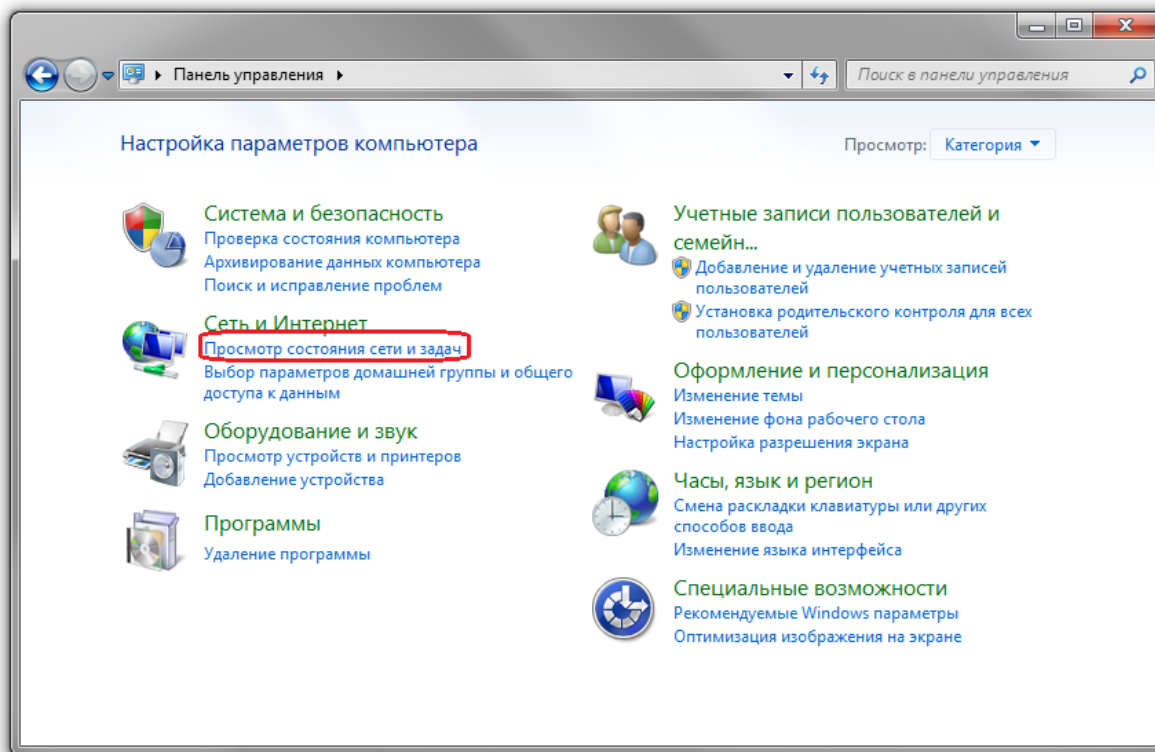 Панель управления
Поиск в панели управления
Настройка параметров компьютера
Просмотр: Категория
Система и безопасность
Проверка состояния компьютера
Архивирование данных компьютера
Поиск и исправление проблем
Сеть и Интернет
Просмотр состояния сети и задач
Выбор параметров домашней группы и общего
доступа к данным
Оборудование и звук
Просмотр устройств и принтеров
Добавление устройства
Программы
Удаление программы
Учетные записи пользователей и
семейн...
Добавление и удаление учетных записей
пользователей
Установка родительского контроля для всех
пользователей
Оформление и персонализация
Изменение темы
Изменение фона рабочего стола
Настройка разрешения экрана
Часы, язык и регион
Смена раскладки клавиатуры или других
способов ввода
Изменение языка интерфейса
Специальные возможности
Рекомендуемые Windows параметры
Оптимизация изображения на экране